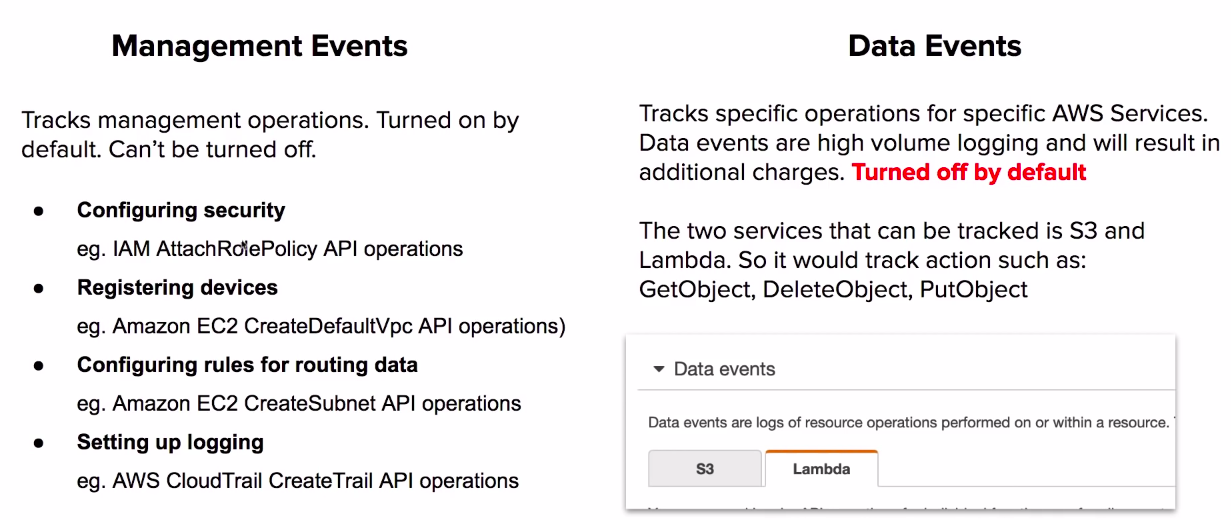 Management Events
Tracks management operations. Turned on by
default. Can't be turned off.
● Configuring security
eg. IAM AttachRolePolicy API operations
● Registering devices
eg. Amazon EC2 CreateDefaultVpc API operations)
● Configuring rules for routing data
eg. Amazon EC2 CreateSubnet API operations
● Setting up logging
eg. AWS CloudTrail CreateTrail API operations
Data Events
Tracks specific operations for specific AWS Services.
Data events are high volume logging and will result in
additional charges. Turned off by default
The two services that can be tracked is S3 and
Lambda. So it would track action such as:
GetObject, DeleteObject, PutObject
Data events
Data events are logs of resource operations performed on or within a resource.
S3
Lambda